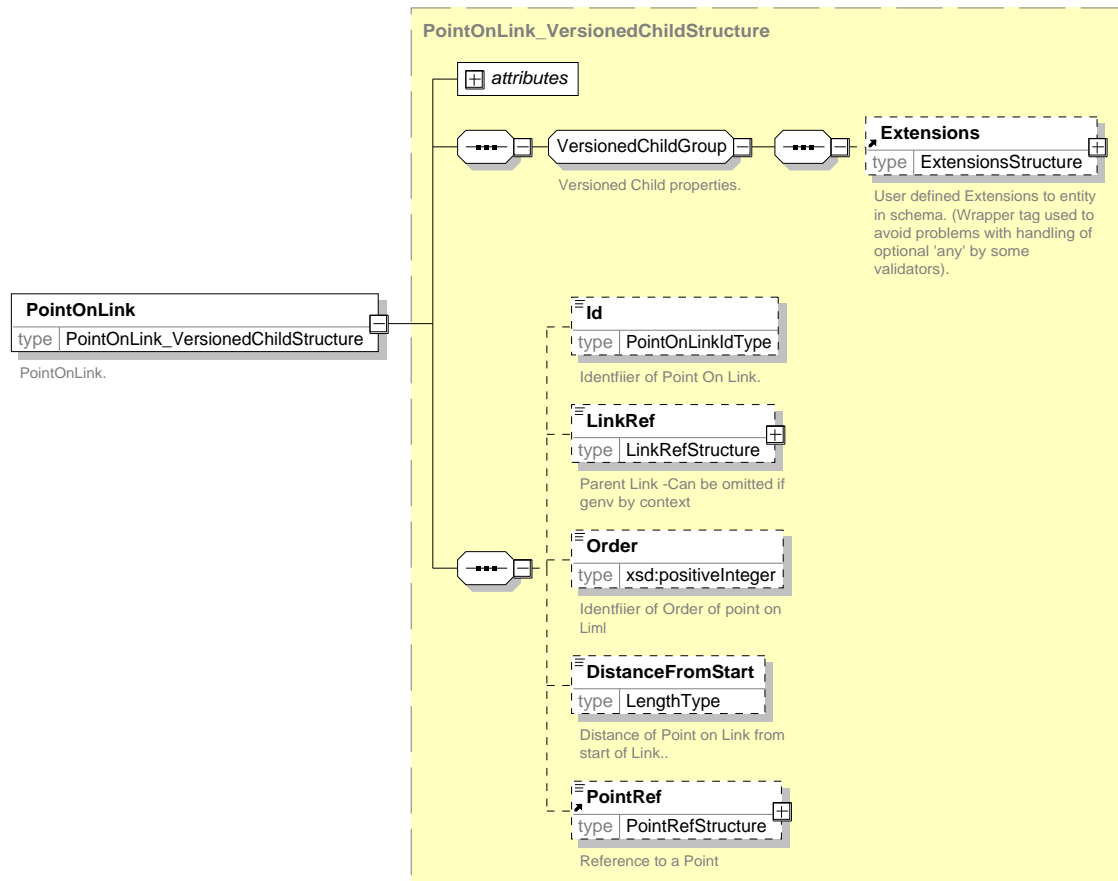 PointOnLink_VersionedChildStructure
attributes
VersionedChildGroup
Versioned Child properties.
Extensions
type ExtensionsStructure
User defined Extensions to entity
in schema. (Wrapper tag used to
avoid problems with handling of
optional 'any' by some
validators).
PointOnLink
type PointOnLink_VersionedChildStructure
PointOnLink.
Id
type PointOnLinkIdType
Identfiier of Point On Link.
LinkRef
type LinkRefStructure
Parent Link -Can be omitted if
genv by context
Order
type xsd:positiveInteger
Identfiier of Order of point on
Liml
DistanceFromStart
type LengthType
Distance of Point on Link from
start of Link..
PointRef
type PointRefStructure
Reference to a Point